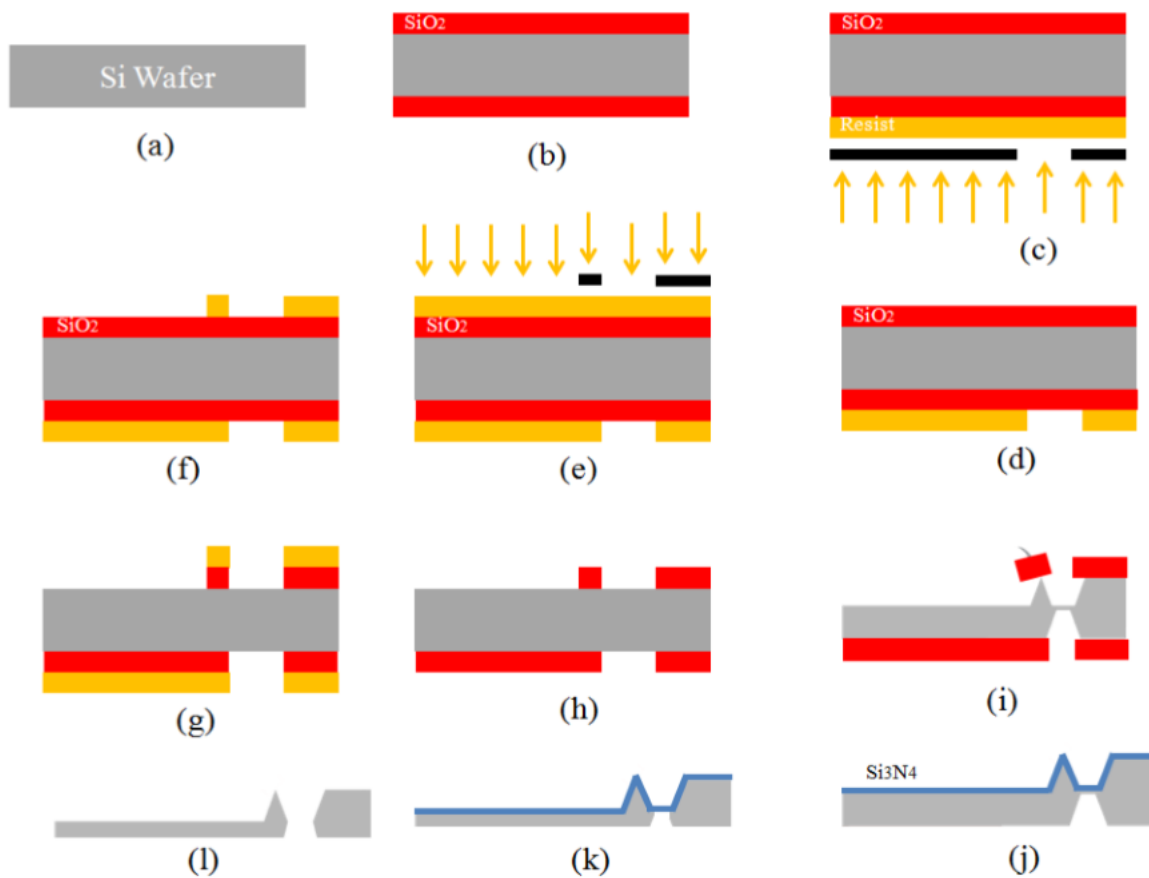 Si Wafer
(a)
SiO2
(b)
SiO2
Resist
(c)
SiO2
(f)
SiO2
(e)
SiO2
(d)
(g)
(h)
(i)
(l)
(k)
Si3N4
(j)